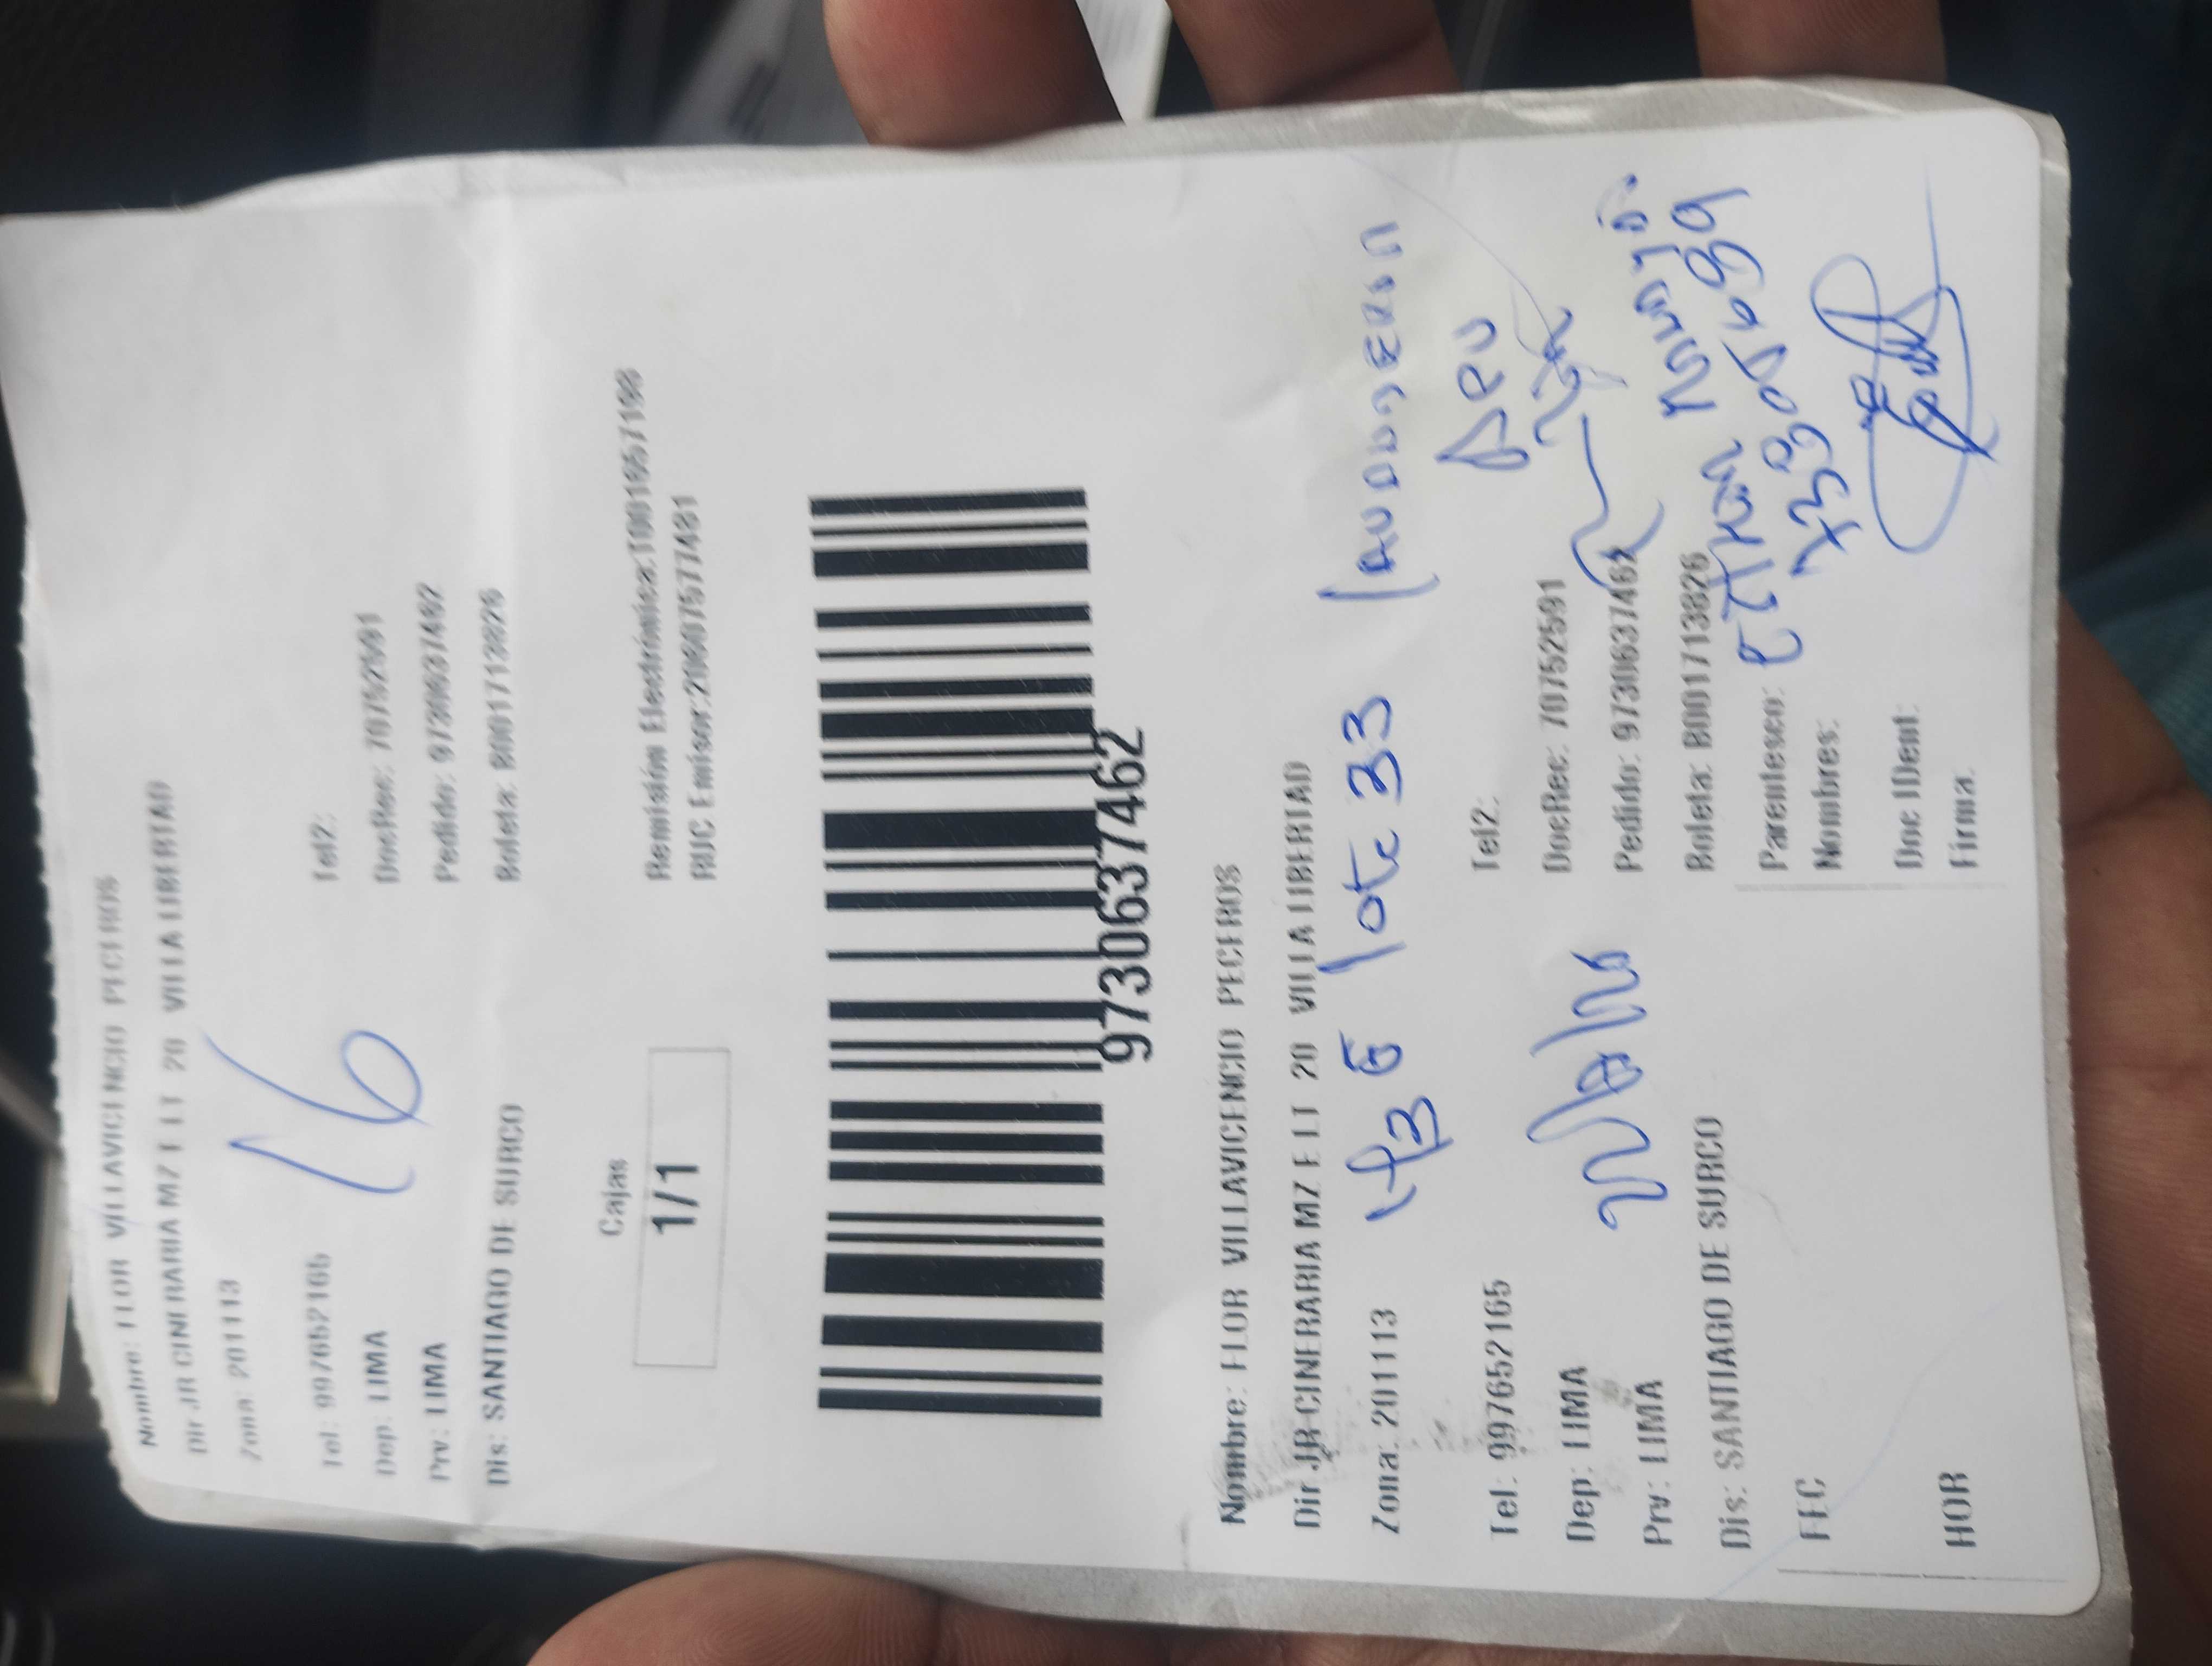 Nombre: FLOR VILLAVICENCIO PECEROS
Dir JR CINERARIA MZ E LT 20 VILLA LIBERTAD
Zona: 201113
16
Tel: 997652165 Tel2:
Dep: LIMA DocRec: 70752591
Prv: LIMA Pedido: 9730637462
Dis: SANTIAGO DE SURCO Boleta: B001713826
Cajas
1/1
Remisión Electrónica:
RUC Emisor:
9730637462
Nombre: FLOR VILLAVICENCIO PECEROS
Dir JR CINERARIA MZ E LT 20 VILLA LIBERTAD
Zona: 201113
lote 33
Tel: 997652165 Tel2:
Dep: LIMA DocRec: 70752591
Prv: LIMA Pedido: 9730637462
Dis: SANTIAGO DE SURCO Boleta: B001713826
FEC Parentesco:
Nombres:
HOR Doc IDent:
Firma: